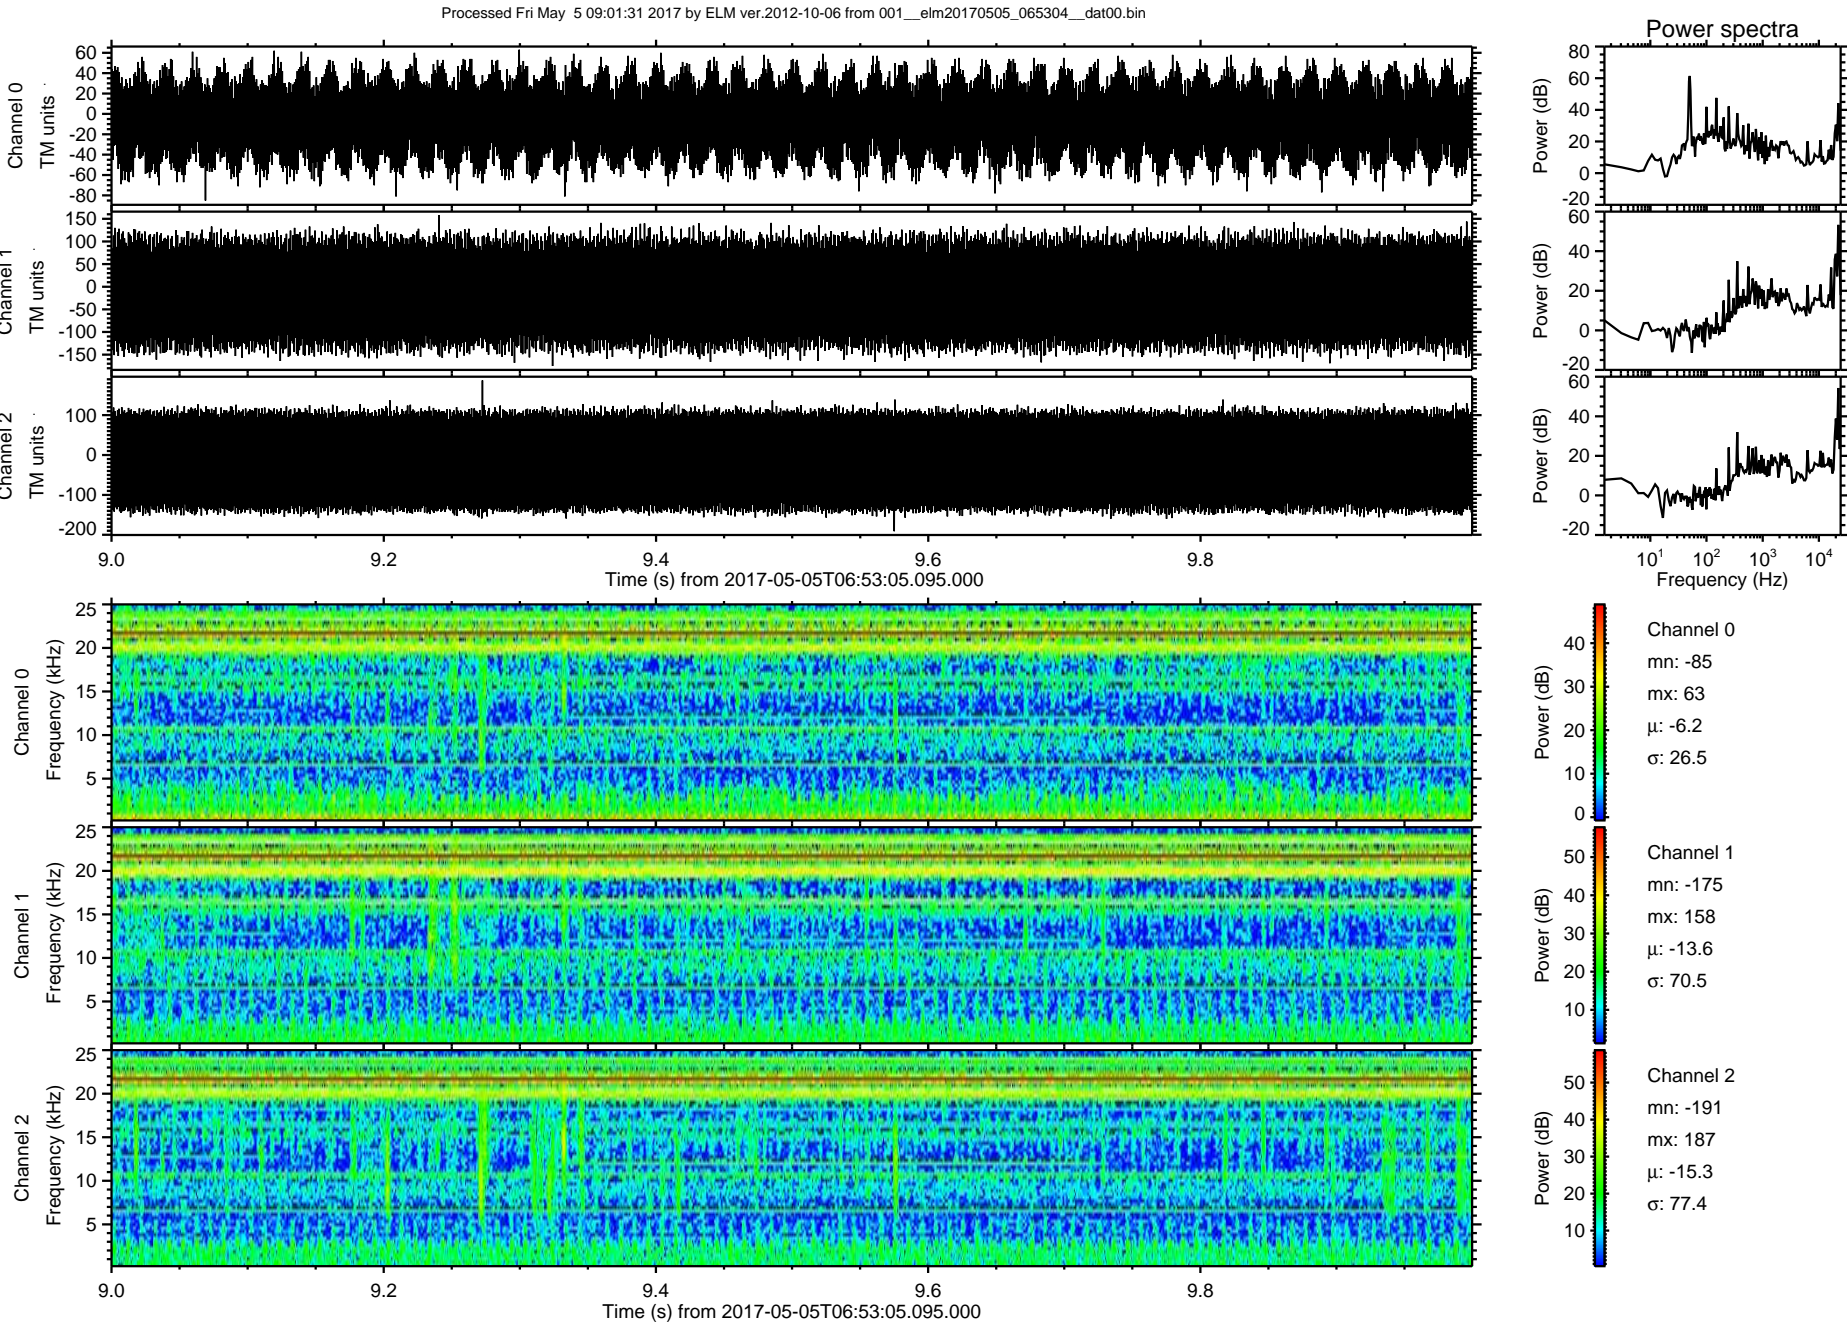 Processed Fri May  5 09:01:31 2017 by ELM ver.2012-10-06 from 001__elm20170505_065304__dat00.bin
Power spectra
Channel 0
TM units
60
40
20
0
-20
-40
-60
-80
Power (dB)
80
60
40
20
0
-20
Channel 1
TM units
150
100
50
0
-50
-100
-150
Power (dB)
60
40
20
0
-20
Channel 2
TM units
100
0
-100
-200
Power (dB)
60
40
20
0
-20
9.0 9.2 9.4 9.6 9.8
Time (s) from 2017-05-05T06:53:05.095.000
10^1 10^2 10^3 10^4
Frequency (Hz)
Channel 0
Frequency (kHz)
25
20
15
10
5
Power (dB)
40
30
20
10
0
Channel 0
mn: -85
mx: 63
µ: -6.2
σ: 26.5
Channel 1
Frequency (kHz)
25
20
15
10
5
Power (dB)
50
40
30
20
10
Channel 1
mn: -175
mx: 158
µ: -13.6
σ: 70.5
Channel 2
Frequency (kHz)
25
20
15
10
5
Power (dB)
50
40
30
20
10
Channel 2
mn: -191
mx: 187
µ: -15.3
σ: 77.4
9.0 9.2 9.4 9.6 9.8
Time (s) from 2017-05-05T06:53:05.095.000